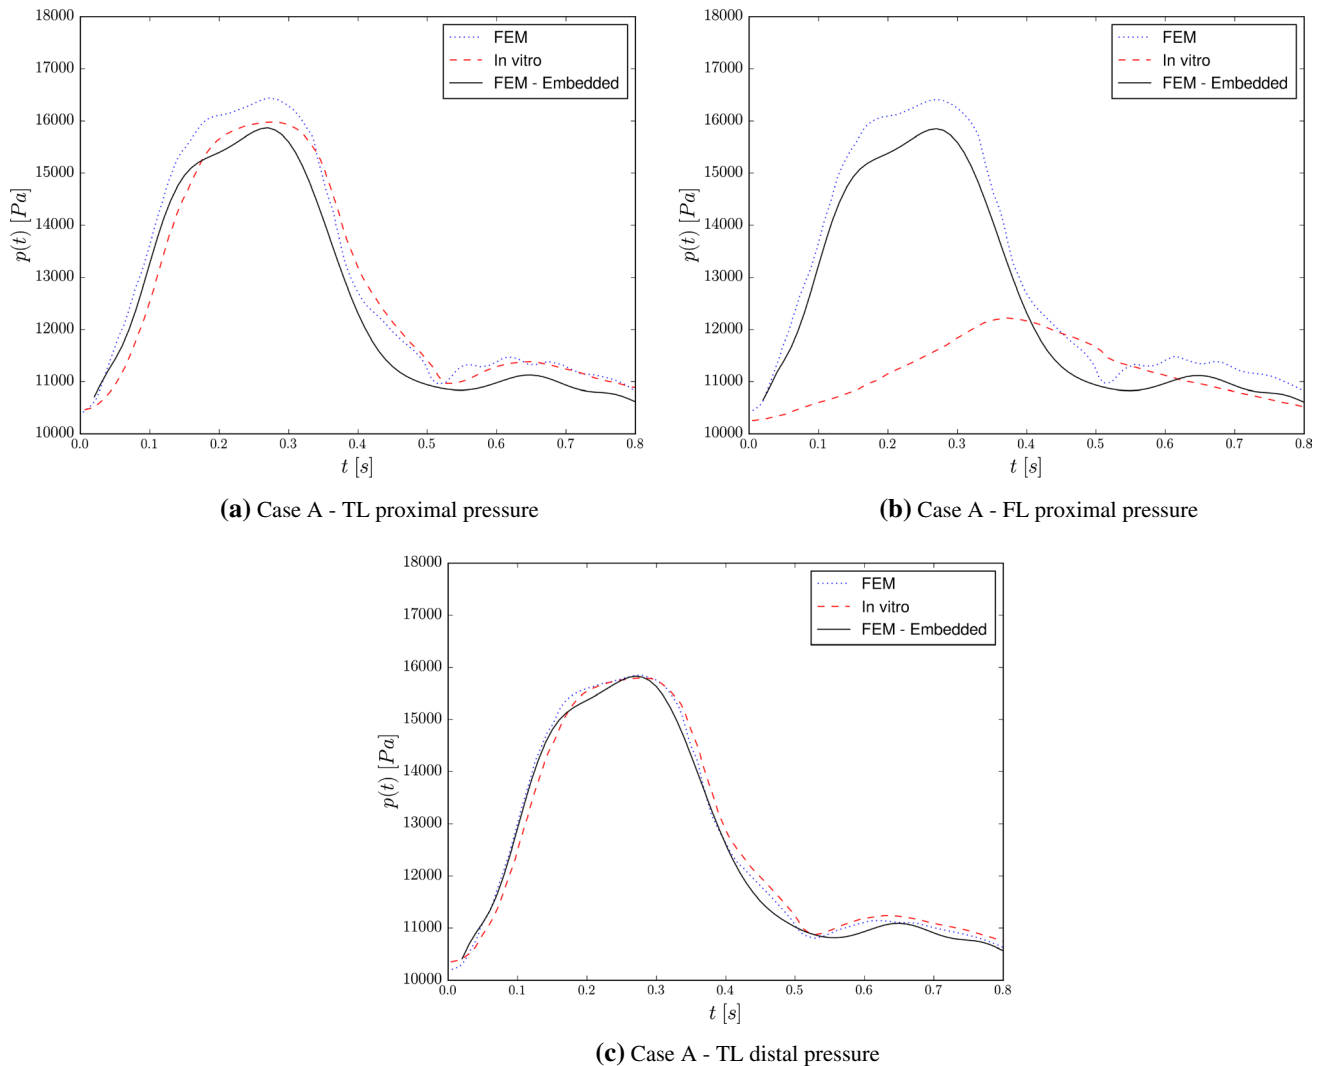 18000
17000
16000
15000
14000
13000
12000
11000
10000
p(t) [Pa]
FEM
In vitro
FEM - Embedded
0.0 0.1 0.2 0.3 0.4 0.5 0.6 0.7 0.8
t [s]
(a) Case A - TL proximal pressure
18000
17000
16000
15000
14000
13000
12000
11000
10000
p(t) [Pa]
FEM
In vitro
FEM - Embedded
0.0 0.1 0.2 0.3 0.4 0.5 0.6 0.7 0.8
t [s]
(b) Case A - FL proximal pressure
18000
17000
16000
15000
14000
13000
12000
11000
10000
p(t) [Pa]
FEM
In vitro
FEM - Embedded
0.0 0.1 0.2 0.3 0.4 0.5 0.6 0.7 0.8
t [s]
(c) Case A - TL distal pressure